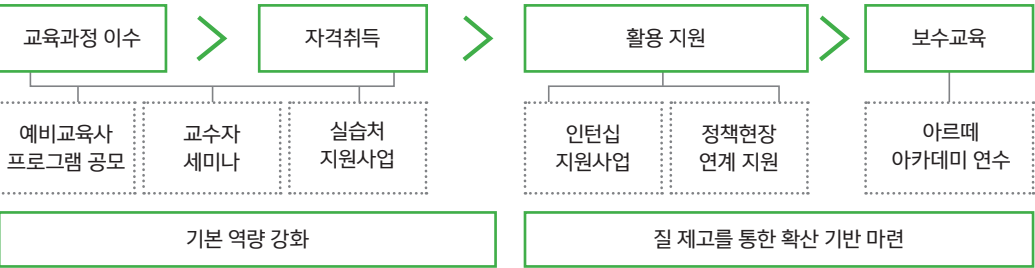 교육과정 이수
자격취득
활용 지원
보수교육
예비교육사
프로그램 공모
교수자
세미나
실습처
지원사업
인턴십
지원사업
정책현장
연계 지원
아르떼
아카데미 연수
기본 역량 강화
질 제고를 통한 확산 기반 마련